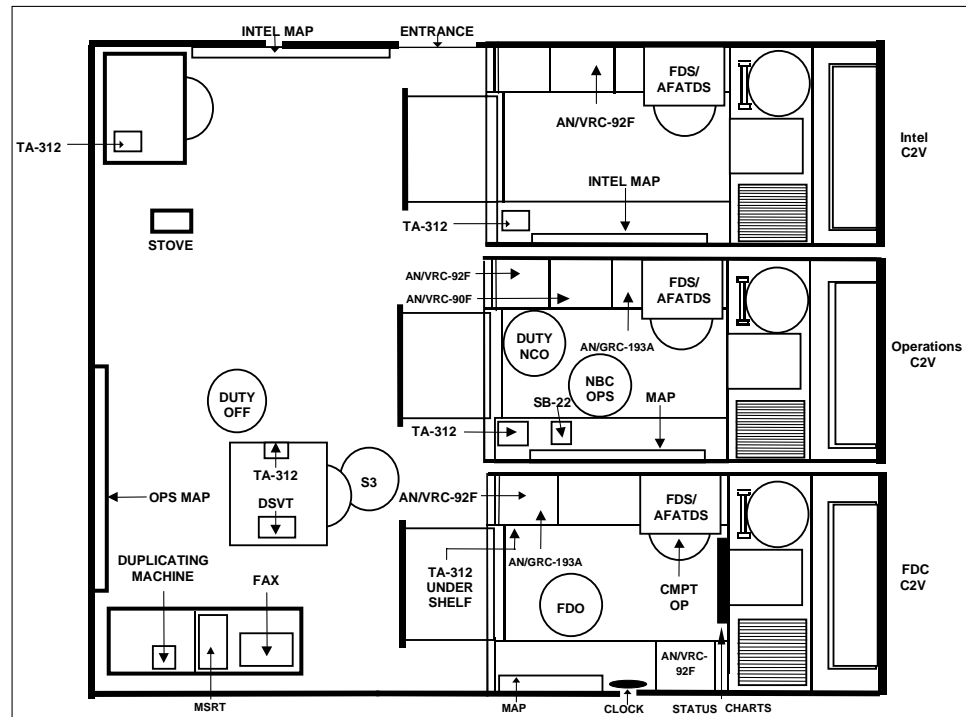 INTEL MAP
ENTRANCE
FDS/
AFATDS
AN/VRC-92F
TA-312
Intel
C2V
INTEL MAP
TA-312
STOVE
AN/VRC-92F
FDS/
AFATDS
AN/VRC-90F
DUTY
NCO
AN/GRC-193A
Operations
C2V
NBC
OPS
DUTY
OFF
SB-22
MAP
TA-312
TA-312
S3
OPS MAP
DSVT
AN/VRC-92F
FDS/
AFATDS
DUPLICATING
MACHINE
FAX
TA-312
UNDER
SHELF
AN/GRC-193A
CMPT
OP
FDC
C2V
FDO
AN/VRC-
92F
MSRT
MAP
CLOCK
STATUS
CHARTS